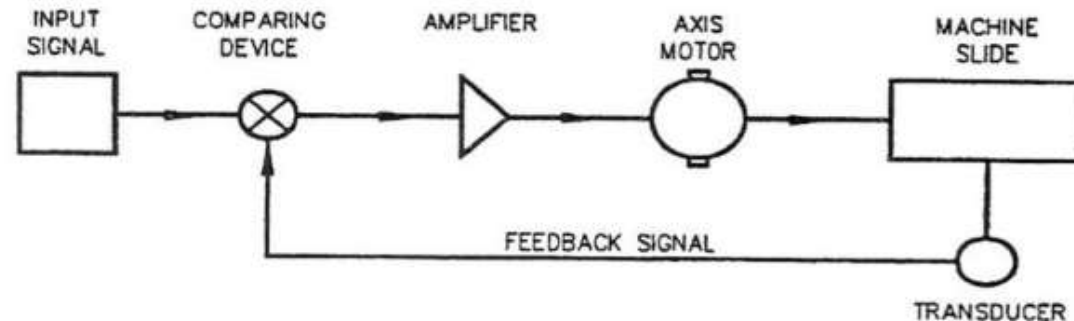 INPUT
SIGNAL
COMPARING
DEVICE
AMPLIFIER
AXIS
MOTOR
MACHINE
SLIDE
FEEDBACK SIGNAL
TRANSDUCER